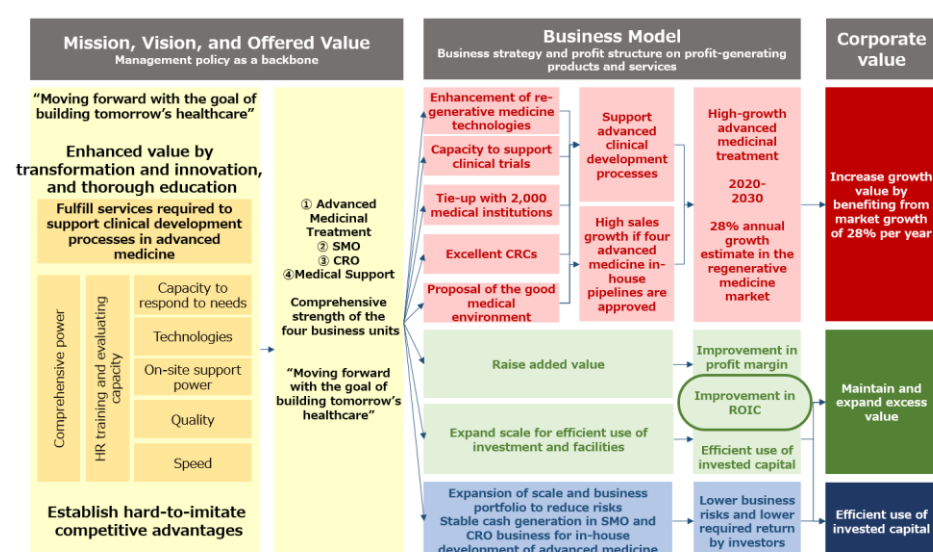 Mission, Vision, and Offered Value
Management policy as a backbone
Business Model
Business strategy and profit structure on profit-generating
products and services
Corporate
value
“Moving forward with the goal of
building tomorrow’s healthcare”
Enhanced value by
transformation and innovation,
and thorough education
Fulfill services required to
support clinical development
processes in advanced
medicine
Comprehensive power
HR training and evaluating
capacity
Capacity to
respond to needs
Technologies
On-site support
power
Quality
Speed
Establish hard-to-imitate
competitive advantages
① Advanced
Medicinal
Treatment
② SMO
③ CRO
④Medical Support
Comprehensive
strength of the
four business units
“Moving forward
with the goal of
building tomorrow’s
healthcare”
Enhancement of re-
generative medicine
technologies
Capacity to support
clinical trials
Tie-up with 2,000
medical institutions
Excellent CRCs
Proposal of the good
medical
environment
Support
advanced
clinical
development
processes
High sales
growth if four
advanced
medicine in-
house
pipelines are
approved
High-growth
advanced
medicinal
treatment
2020-
2030
28% annual
growth
estimate in the
regenerative
medicine
market
Increase growth
value by
benefiting from
market growth
of 28% per year
Raise added value
Improvement in
profit margin
Improvement in
ROIC
Expand scale for efficient use of
investment and facilities
Efficient use of
invested capital
Maintain and
expand excess
value
Expansion of scale and business
portfolio to reduce risks
Stable cash generation in SMO and
CRO business for in-house
development of advanced medicine
Lower business
risks and lower
required return
by investors
Efficient use of
invested capital